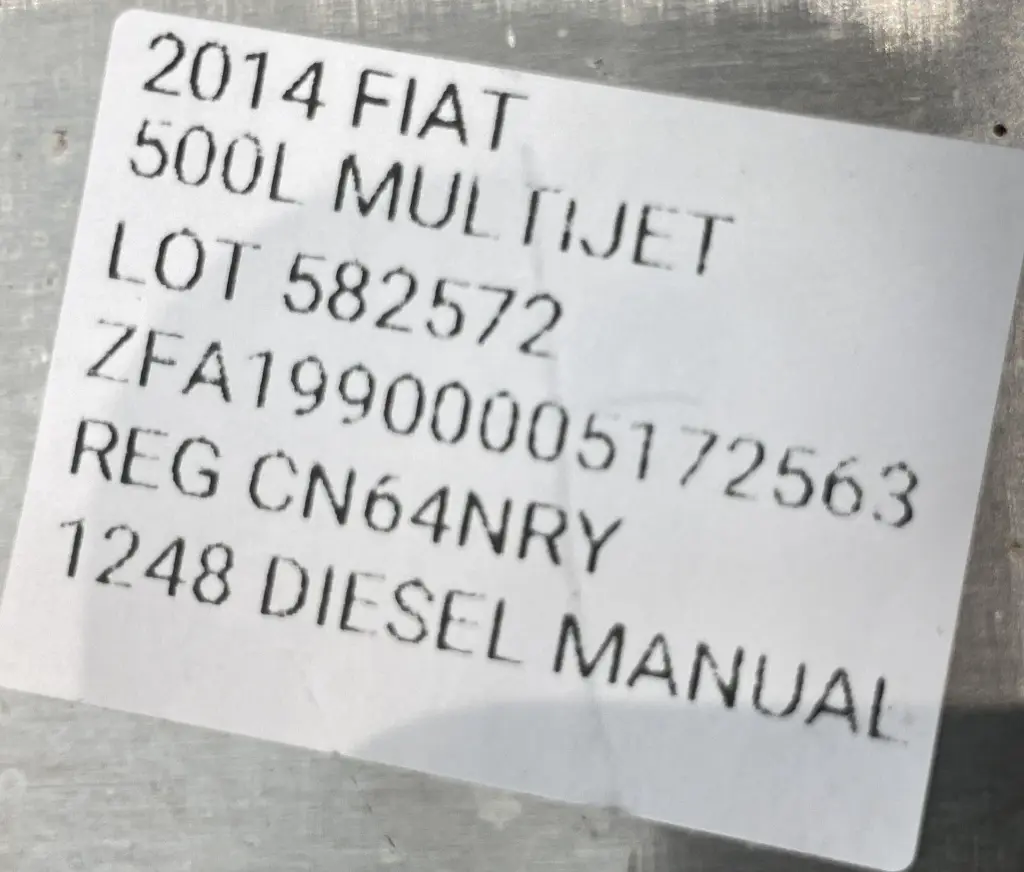 2014 FIAT
500L MULTIJET
LOT 582572
ZFA19900005172563
REG CN64NRY
1248 DIESEL MANUAL